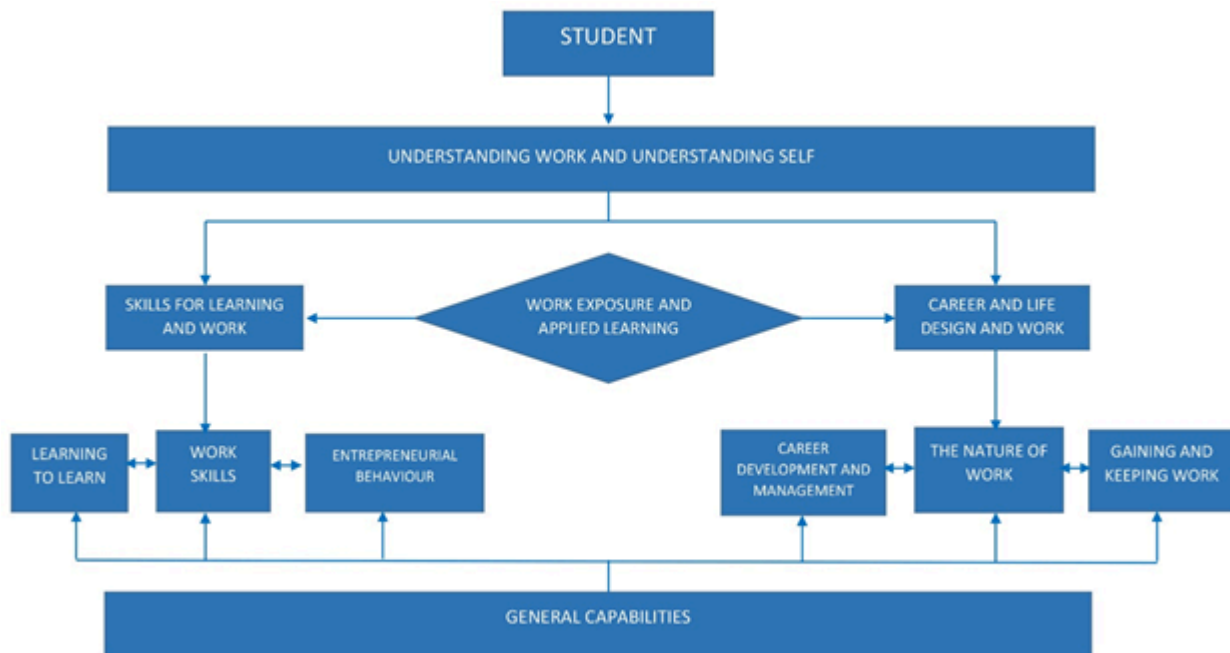 STUDENT
UNDERSTANDING WORK AND UNDERSTANDING SELF
SKILLS FOR LEARNING
AND WORK
WORK EXPOSURE AND
APPLIED LEARNING
CAREER AND LIFE
DESIGN AND WORK
LEARNING
TO LEARN
WORK
SKILLS
ENTREPRENEURIAL
BEHAVIOUR
CAREER
DEVELOPMENT AND
MANAGEMENT
THE NATURE OF
WORK
GAINING AND
KEEPING WORK
GENERAL CAPABILITIES